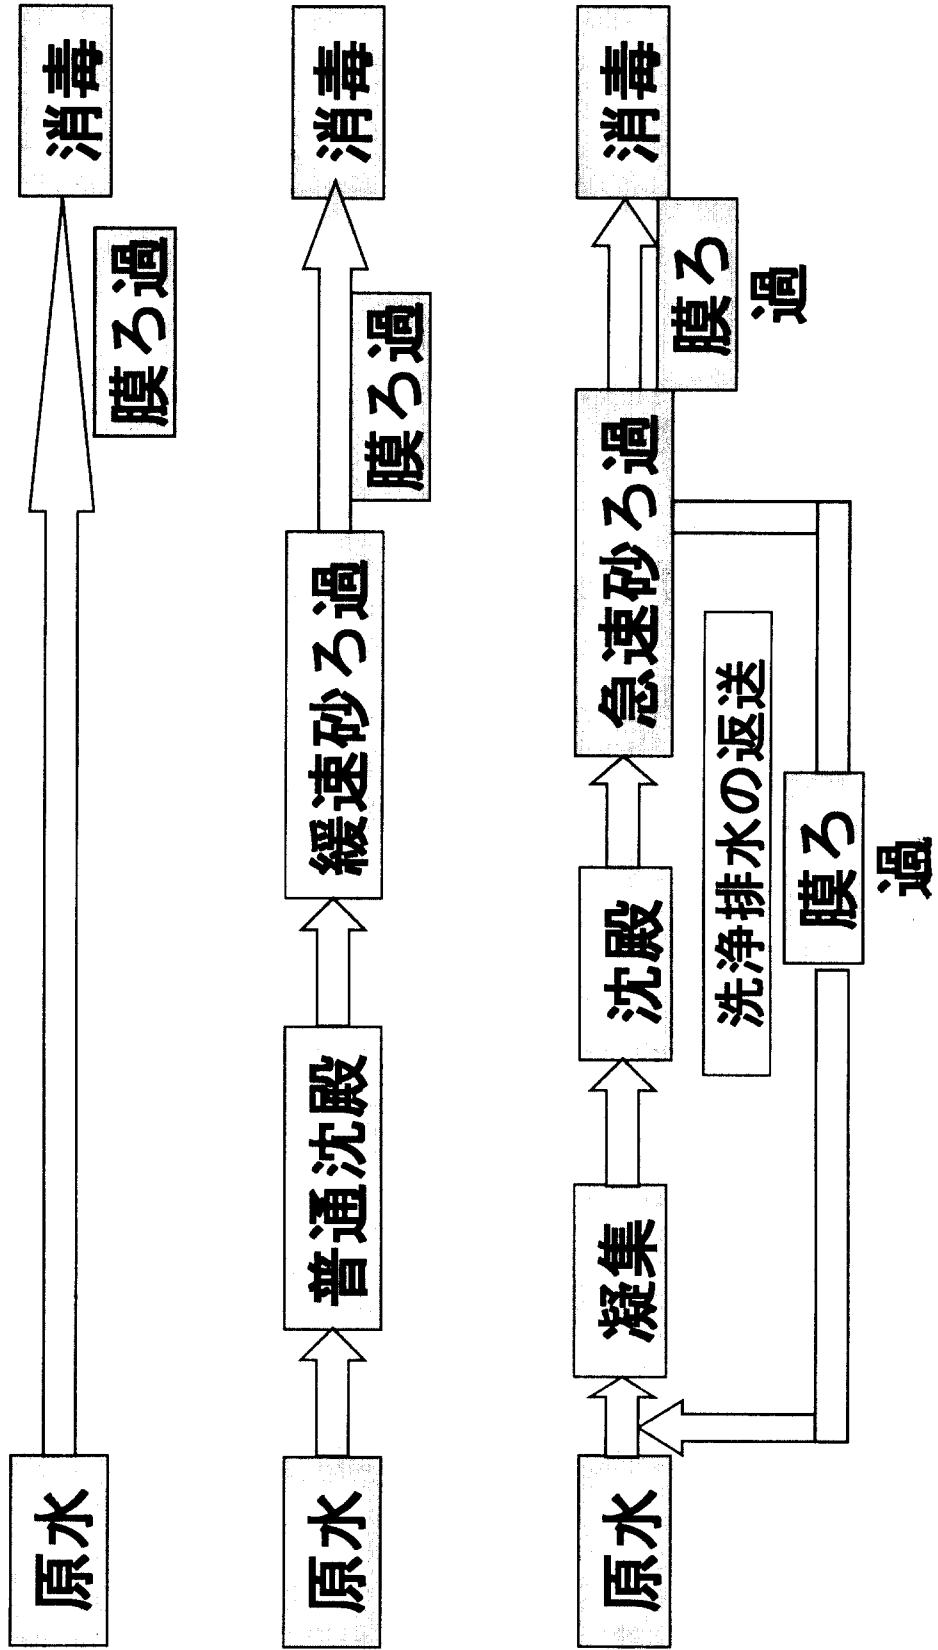 原水
膜ろ過
消毒
原水
普通沈殿
緩速砂ろ過
膜ろ過
消毒
原水
凝集
沈殿
急速砂ろ過
膜ろ
過
消毒
洗浄排水の返送
膜ろ
過